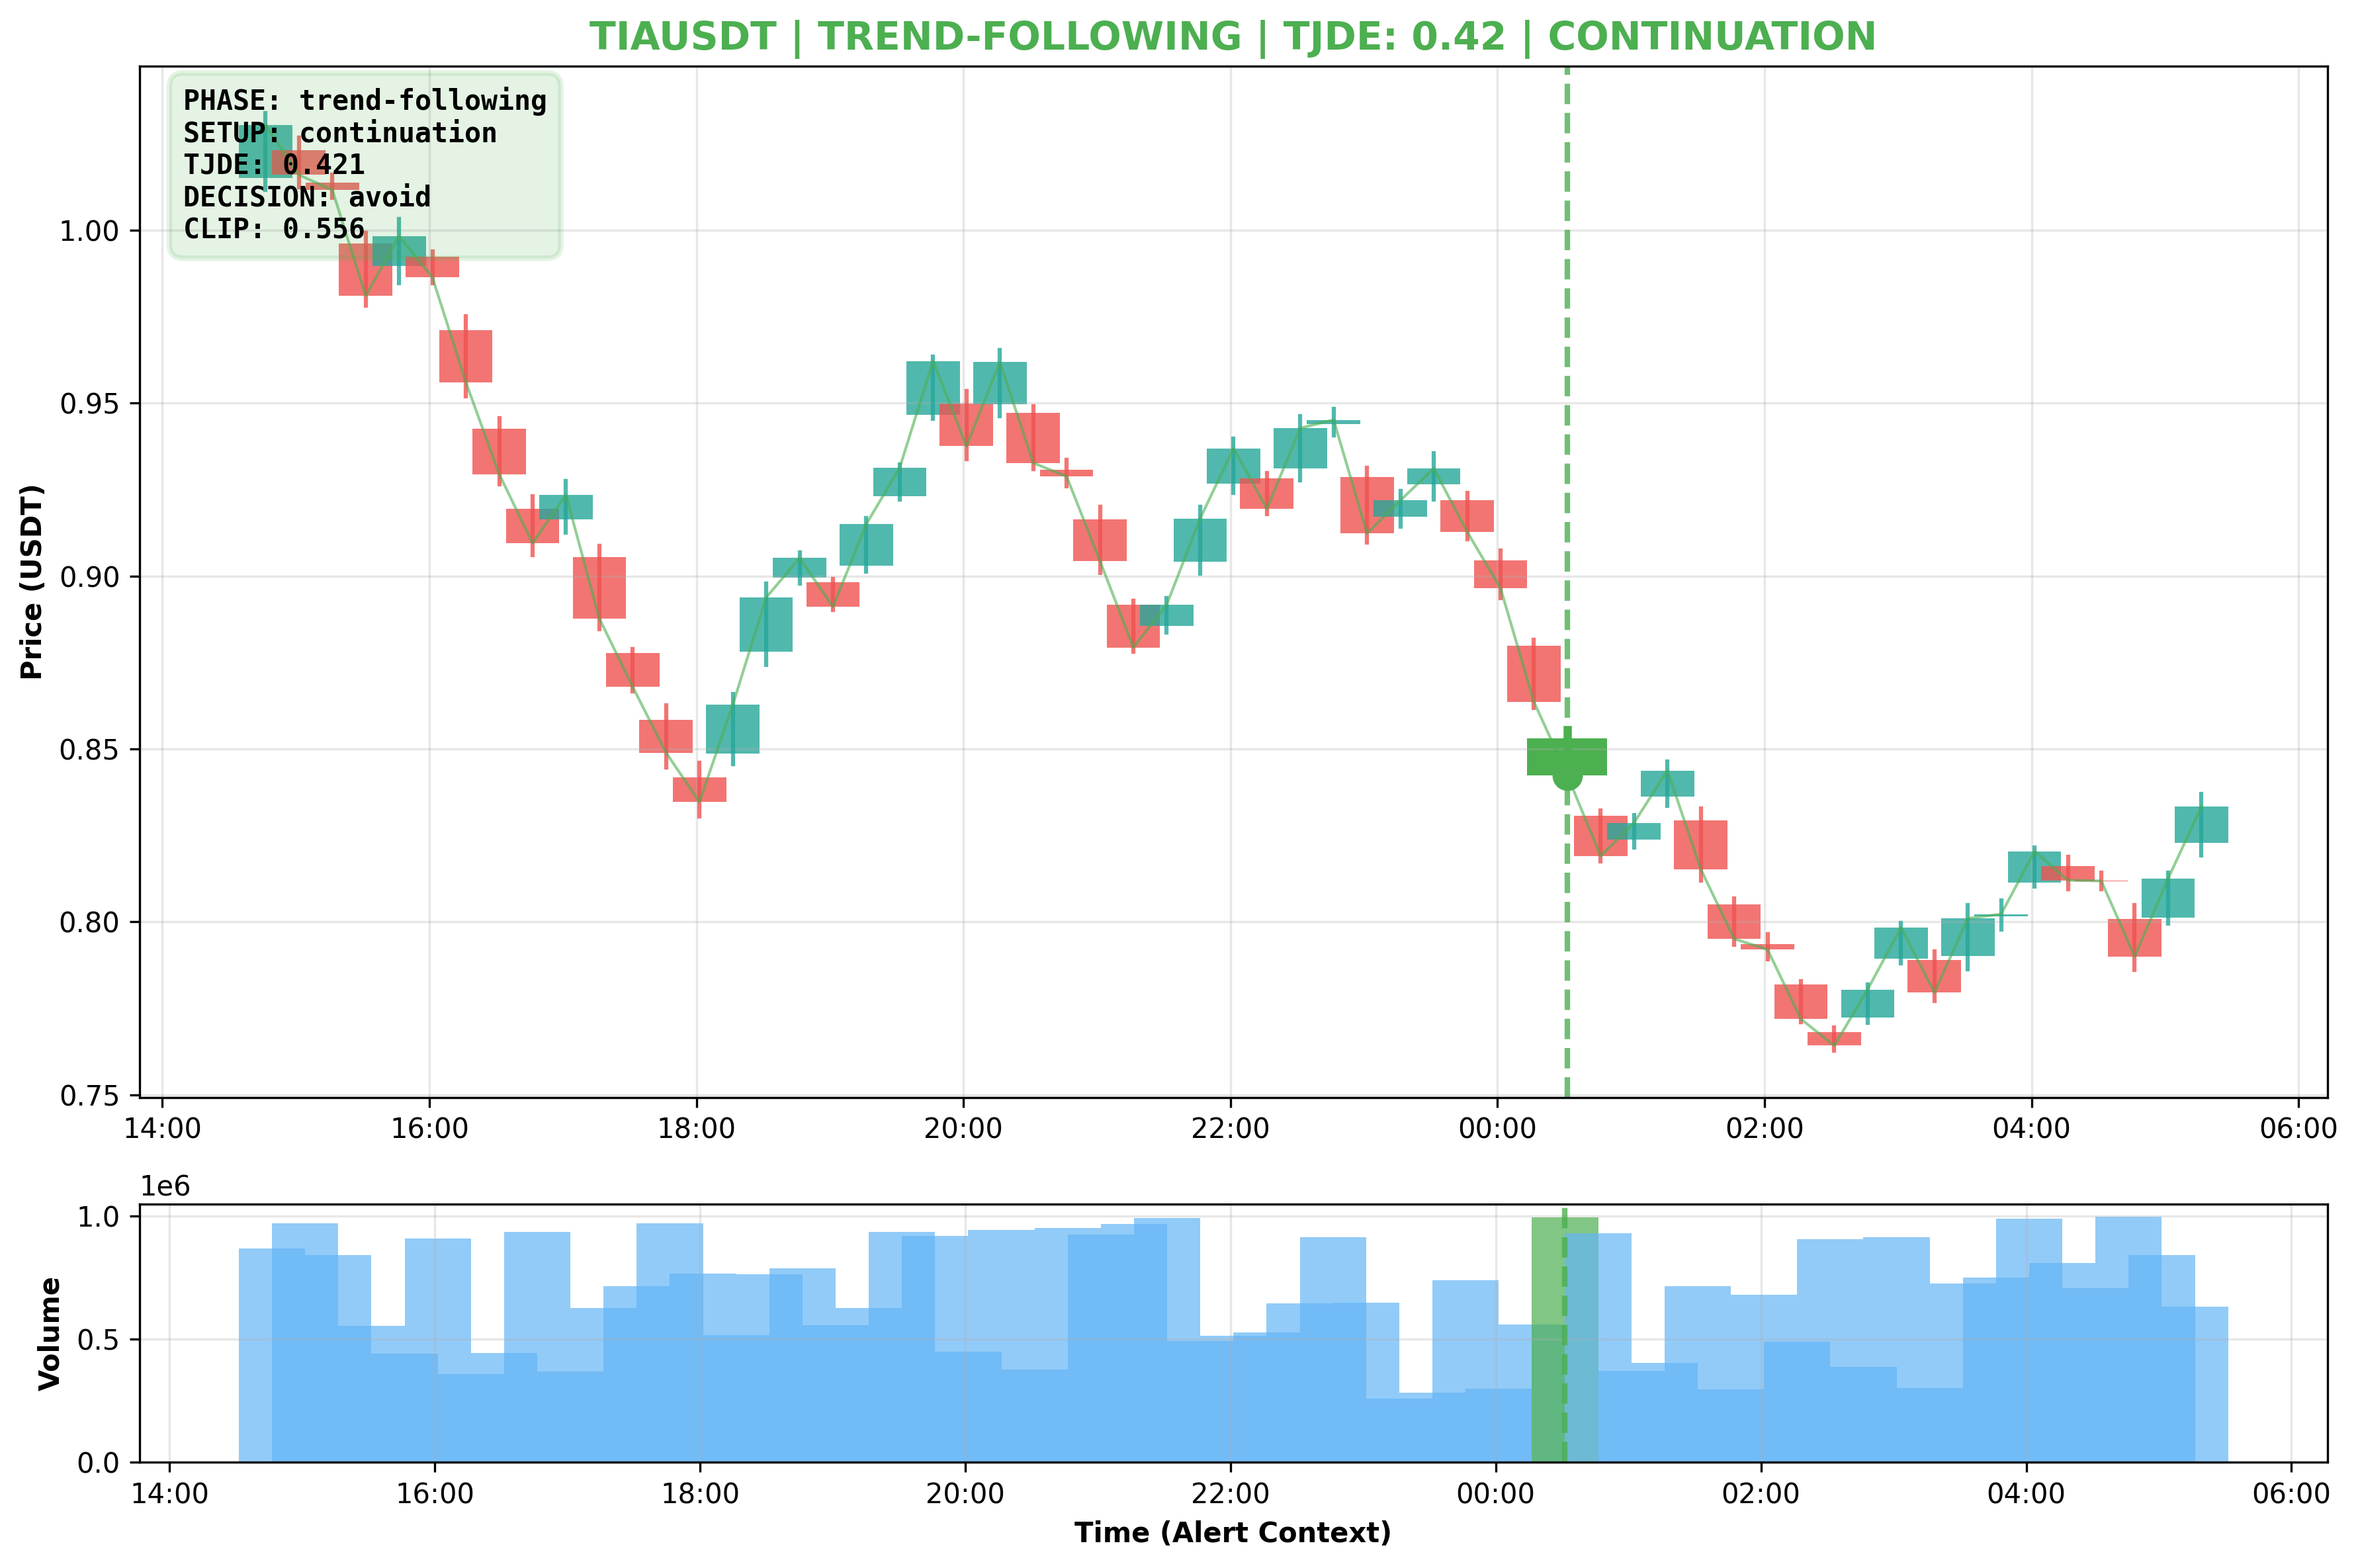 TIAUSDT | TREND-FOLLOWING | TJDE: 0.42 | CONTINUATION
PHASE: trend-following
SETUP: continuation
TJDE: 0.421
DECISION: avoid
CLIP: 0.556
Price (USDT)
1.00
0.95
0.90
0.85
0.80
0.75
14:00 16:00 18:00 20:00 22:00 00:00 02:00 04:00 06:00
1e6
Volume
1.0
0.5
0.0
14:00 16:00 18:00 20:00 22:00 00:00 02:00 04:00 06:00
Time (Alert Context)